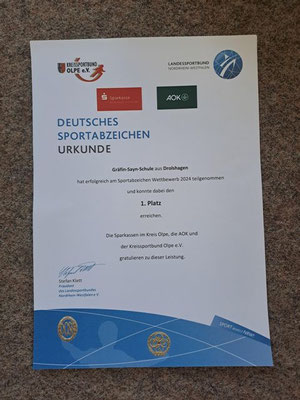 KREISSPORTBUND
OLPE e.V.
LANDESSPORTBUND
NORDRHEIN-WESTFALEN
Sparkasse
AOK
DEUTSCHES
SPORTABZEICHEN
URKUNDE
Gräfin-Sayn-Schule aus Drolshagen
hat erfolgreich am Sportabzeichen Wettbewerb 2024 teilgenommen
und konnte dabei den
1. Platz
erreichen.
Die Sparkassen im Kreis Olpe, die AOK und
der Kreissportbund Olpe e.V.
gratulieren zu dieser Leistung.
Stefan Klett
Präsident
des Landessportbundes
Nordrhein-Westfalen e.V.